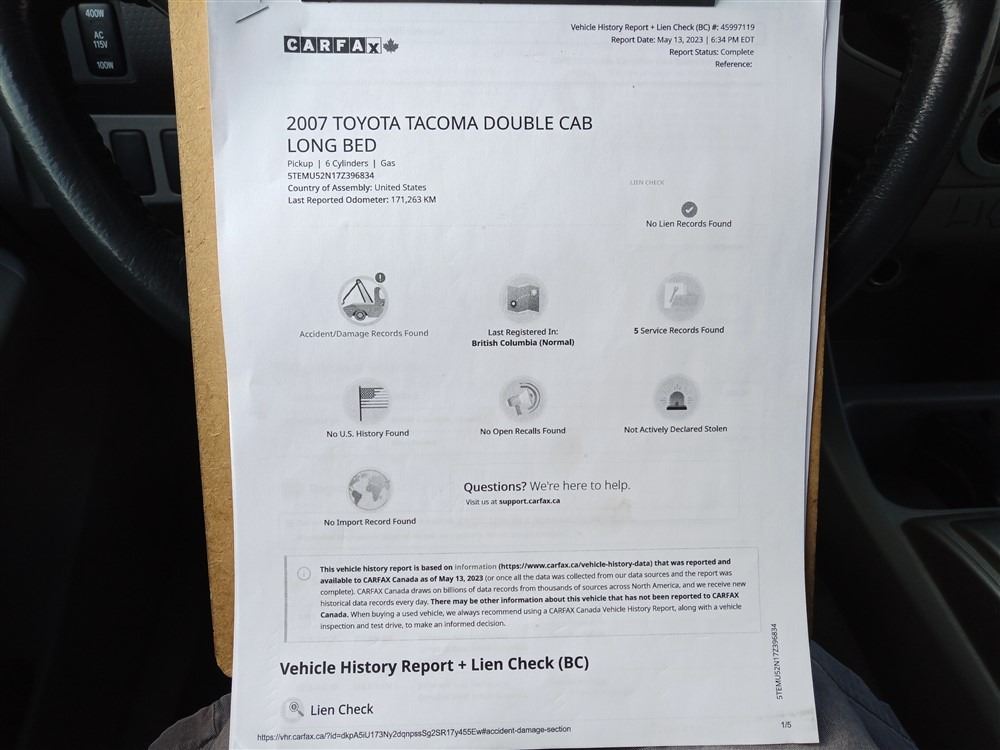 400W
AC
115V
100W
CARFAX
Vehicle History Report + Lien Check (BC) #: 45997119
Report Date: May 13, 2023 | 6:34 PM EDT
Report Status: Complete
Reference:
2007 TOYOTA TACOMA DOUBLE CAB
LONG BED
Pickup | 6 Cylinders | Gas
5TEMU52N17Z396834
Country of Assembly: United States
Last Reported Odometer: 171,263 KM
LIEN CHECK
No Lien Records Found
Accident/Damage Records Found
Last Registered In:
British Columbia (Normal)
5 Service Records Found
No U.S. History Found
No Open Recalls Found
Not Actively Declared Stolen
No Import Record Found
Questions? We're here to help.
Visit us at support.carfax.ca
This vehicle history report is based on information (https://www.carfax.ca/vehicle-history-data) that was reported and
available to CARFAX Canada as of May 13, 2023 (or once all the data was collected from our data sources and the report was
complete). CARFAX Canada draws on billions of data records from thousands of sources across North America, and we receive new
historical data records every day. There may be other information about this vehicle that has not been reported to CARFAX
Canada. When buying a used vehicle, we always recommend using a CARFAX Canada Vehicle History Report, along with a vehicle
inspection and test drive, to make an informed decision.
5TEMU52N17Z396834
Vehicle History Report + Lien Check (BC)
Lien Check
https://vhr.carfax.ca/?id=dkpA5iU173Ny2dqnpssSg2SR17y455Ew#accident-damage-section
1/5